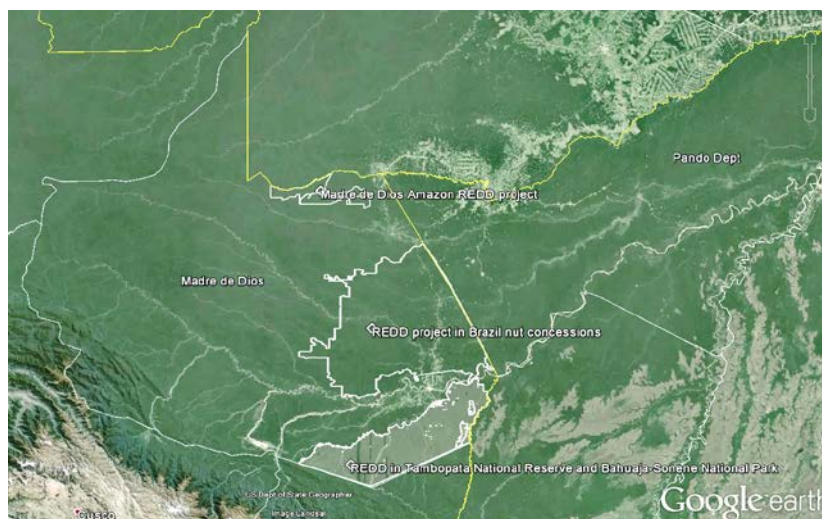 Pando Dept
Madre de Dios Amazon REDD project
Madre de Dios
REDD project in Brazil nut concessions
REDD in Tambopata National Reserve and Bahuaja-Sonene National Park
US Dept of State Geographer
Image Landsat
Google earth
Cusco